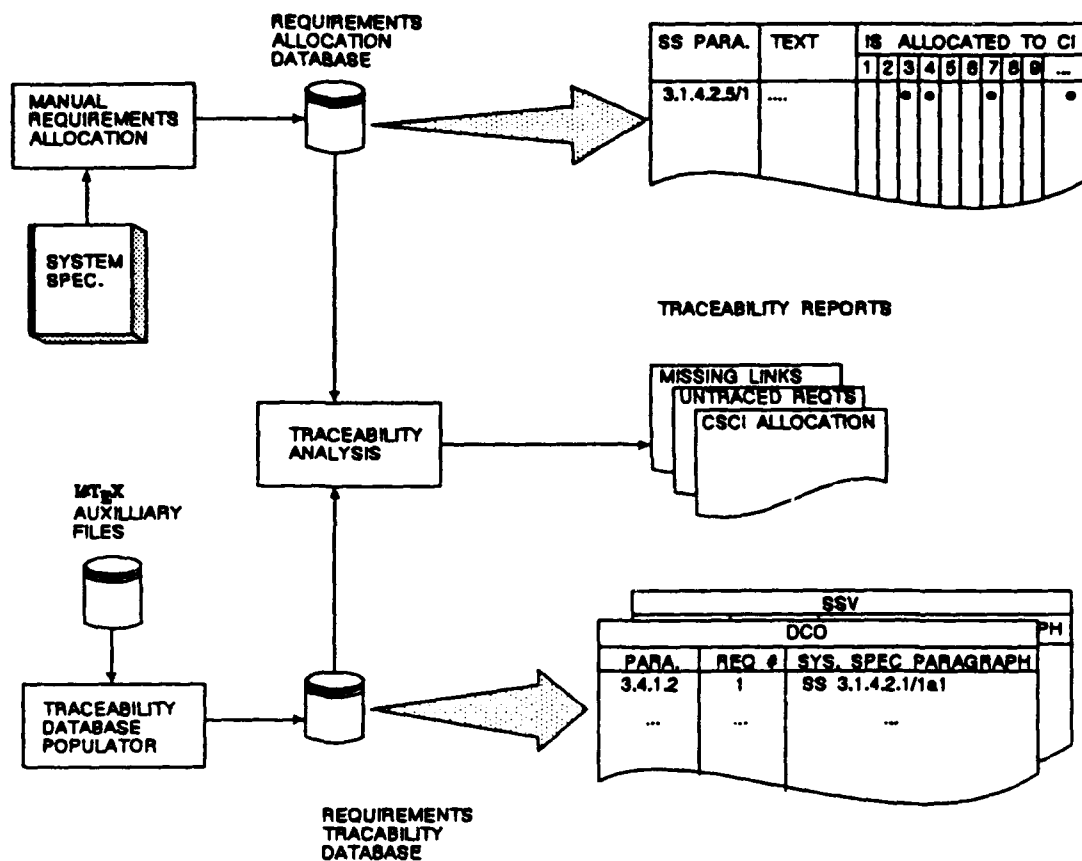 REQUIREMENTS
ALLOCATION
DATABASE
MANUAL
REQUIREMENTS
ALLOCATION
SYSTEM
SPEC.
SS PARA. TEXT IS ALLOCATED TO CI
1 2 3 4 5 6 7 8 9 ...
3.1.4.2.5/1 ....
TRACEABILITY REPORTS
MISSING LINKS
UNTRACED REQTS
CSCI ALLOCATION
TRACEABILITY
ANALYSIS
LATEX
AUXILLIARY
FILES
TRACEABILITY
DATABASE
POPULATOR
REQUIREMENTS
TRACABILITY
DATABASE
SSV
PH
DCO
PARA. REQ # SYS. SPEC PARAGRAPH
3.4.1.2 1 SS 3.1.4.2.1/1a1
... ... ...